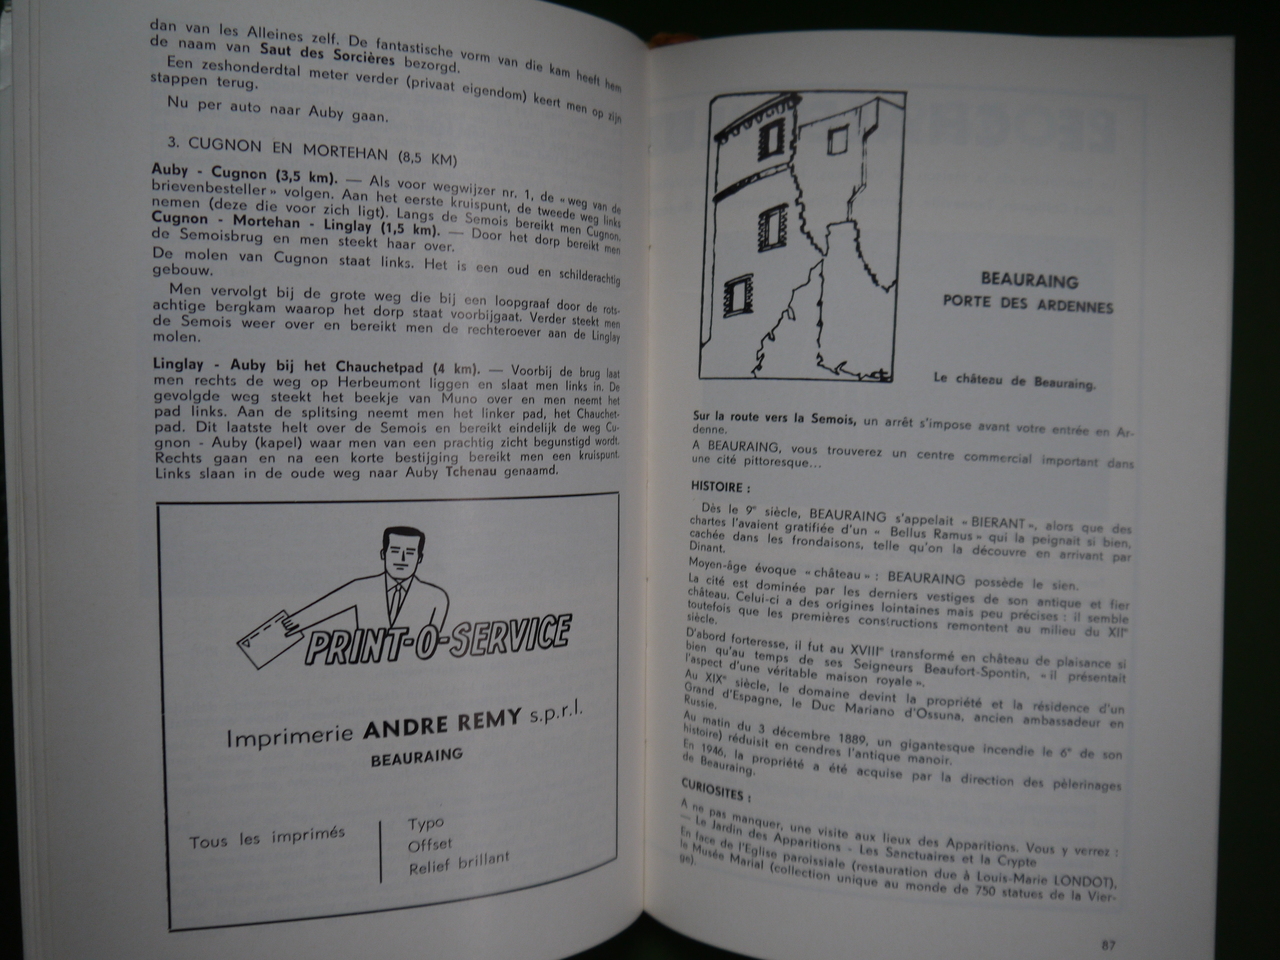 dan van les Alleines zelf. De fantastische vorm van die kam heeft hem
de naam van Saut des Sorcières bezorgd.
Een zeshonderdtal meter verder (privaat eigendom) keert men op zijn
stappen terug.
Nu per auto naar Auby gaan.
3. CUGNON EN MORTEHAN (8,5 KM)
Auby - Cugnon (3,5 km). — Als voor wegwijzer nr. 1, de « weg van de
brievenbesteller » volgen. Aan het eerste kruispunt, de tweede weg links
nemen (deze die voor zich ligt). Langs de Semois bereikt men Cugnon.
Cugnon - Mortehan - Linglay (1,5 km). — Door het dorp bereikt men
de Semoisbrug en men steekt haar over.
De molen van Cugnon staat links. Het is een oud en schilderachtig
gebouw.
Men vervolgt bij de grote weg die bij een loopgraaf door de rots-
achtige bergkam waarop het dorp staat voorbijgaat. Verder steekt men
de Semois weer over en bereikt men de rechteroever aan de Linglay
molen.
Linglay - Auby bij het Chauchetpad (4 km). — Voorbij de brug laat
men rechts de weg op Herbeumont liggen en slaat men links in. De
gevolgde weg steekt het beekje van Muno over en men neemt het
pad links. Aan de splitsing neemt men het linker pad, het Chauchet-
pad. Dit laatste helt over de Semois en bereikt eindelijk de weg Cu-
gnon - Auby (kapel) waar men van een prachtig zicht begunstigd wordt.
Rechts gaan en na een korte bestijging bereikt men een kruispunt.
Links slaan in de oude weg naar Auby Tchenau genaamd.
PRINT-O-SERVICE
Imprimerie ANDRE REMY s.p.r.l.
BEAURAING
Tous les imprimés
Typo
Offset
Relief brillant
BEAURAING
PORTE DES ARDENNES
Le château de Beauraing.
Sur la route vers la Semois, un arrêt s'impose avant votre entrée en Ar-
denne.
A BEAURAING, vous trouverez un centre commercial important dans
une cité pittoresque...
HISTOIRE :
Dès le 9e siècle, BEAURAING s'appelait « BIERANT », alors que des
chartes l'avaient gratifiée d'un « Bellus Ramus » qui la peignait si bien,
cachée dans les frondaisons, telle qu'on la découvre en arrivant par
Dinant.
Moyen-âge évoque « château » : BEAURAING possède le sien.
La cité est dominée par les derniers vestiges de son antique et fier
château. Celui-ci a des origines lointaines mais peu précises : il semble
toutefois que les premières constructions remontent au milieu du XIIe
siècle.
D'abord forteresse, il fut au XVIIIe transformé en château de plaisance si
bien qu'au temps de ses Seigneurs Beaufort-Spontin, « il présentait
l'aspect d'une véritable maison royale ».
Au XIXe siècle, le domaine devint la propriété et la résidence d'un
Grand d'Espagne, le Duc Mariano d'Ossuna, ancien ambassadeur en
Russie.
Au matin du 3 décembre 1889, un gigantesque incendie le 6e de son
histoire) réduisit en cendres l'antique manoir.
En 1946, la propriété a été acquise par la direction des pèlerinages
de Beauraing.
CURIOSITES :
A ne pas manquer, une visite aux lieux des Apparitions. Vous y verrez :
— Le Jardin des Apparitions - Les Sanctuaires et la Crypte
En face de l'Eglise paroissiale (restauration due à Louis-Marie LONDOT),
le Musée Marial (collection unique au monde de 750 statues de la Vier-
ge).
87